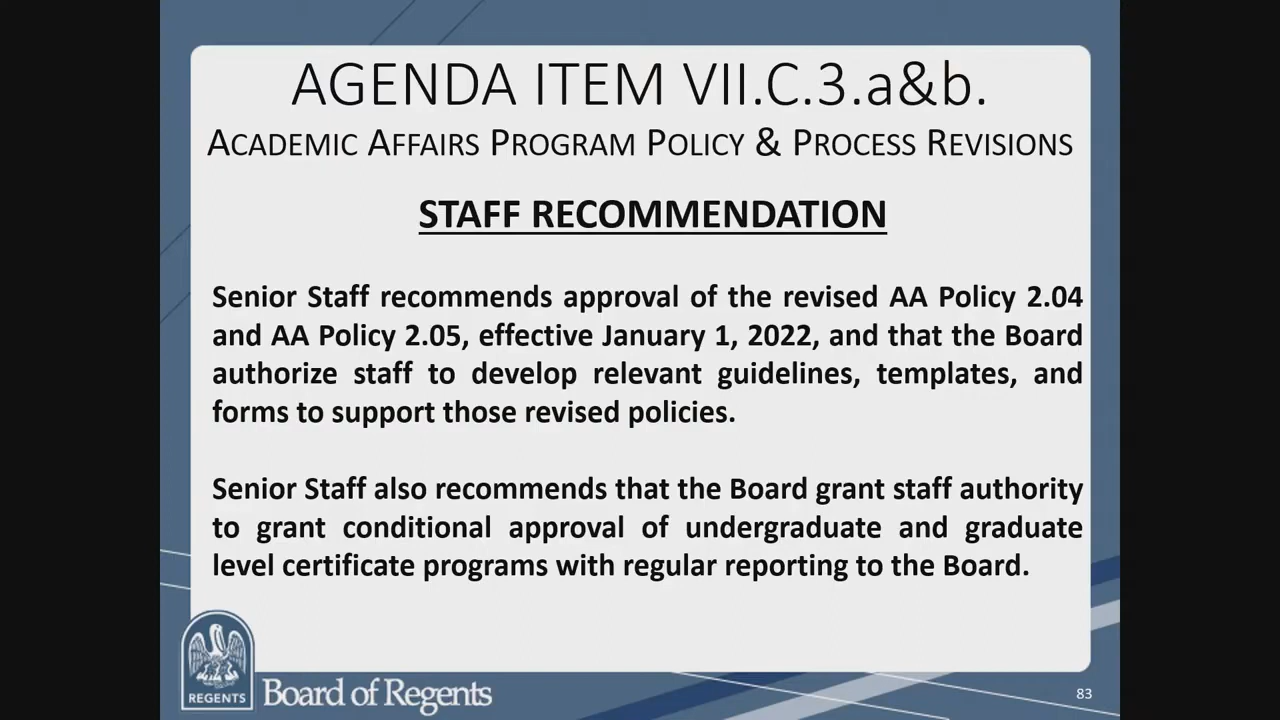 AGENDA ITEM VII.C.3.a&b.
ACADEMIC AFFAIRS PROGRAM POLICY & PROCESS REVISIONS
STAFF RECOMMENDATION
Senior Staff recommends approval of the revised AA Policy 2.04
and AA Policy 2.05, effective January 1, 2022, and that the Board
authorize staff to develop relevant guidelines, templates, and
forms to support those revised policies.
Senior Staff also recommends that the Board grant staff authority
to grant conditional approval of undergraduate and graduate
level certificate programs with regular reporting to the Board.
REGENTS
Board of Regents
83